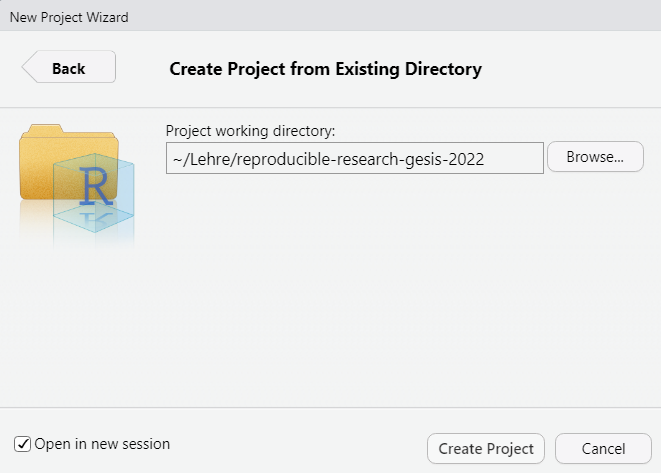 New Project Wizard
Back
Create Project from Existing Directory
Project working directory:
~/Lehre/reproducible-research-gesis-2022
Browse...
R
Open in new session
Create Project
Cancel